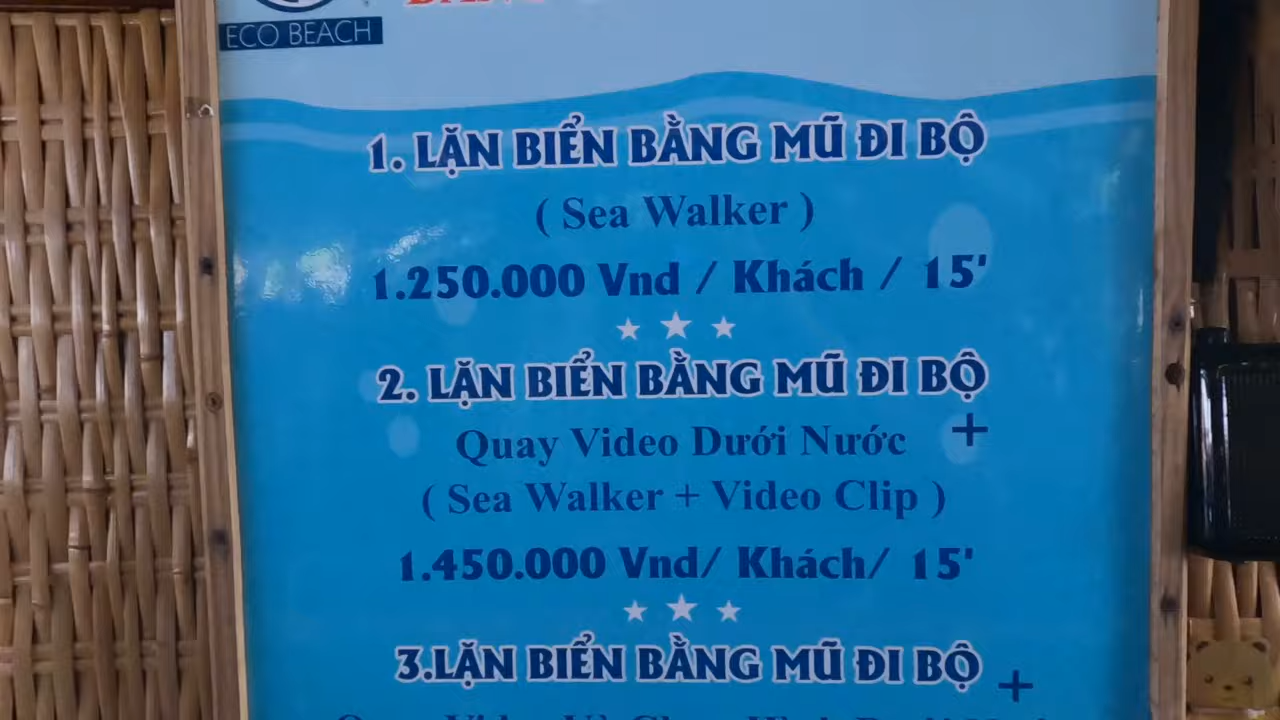 ECO BEACH
1. LẶN BIỂN BẰNG MŨ ĐI BỘ
( Sea Walker )
1.250.000 Vnd / Khách / 15'
2. LẶN BIỂN BẰNG MŨ ĐI BỘ +
Quay Video Dưới Nước
( Sea Walker + Video Clip )
1.450.000 Vnd/ Khách/ 15'
3.LẶN BIỂN BẰNG MŨ ĐI BỘ +